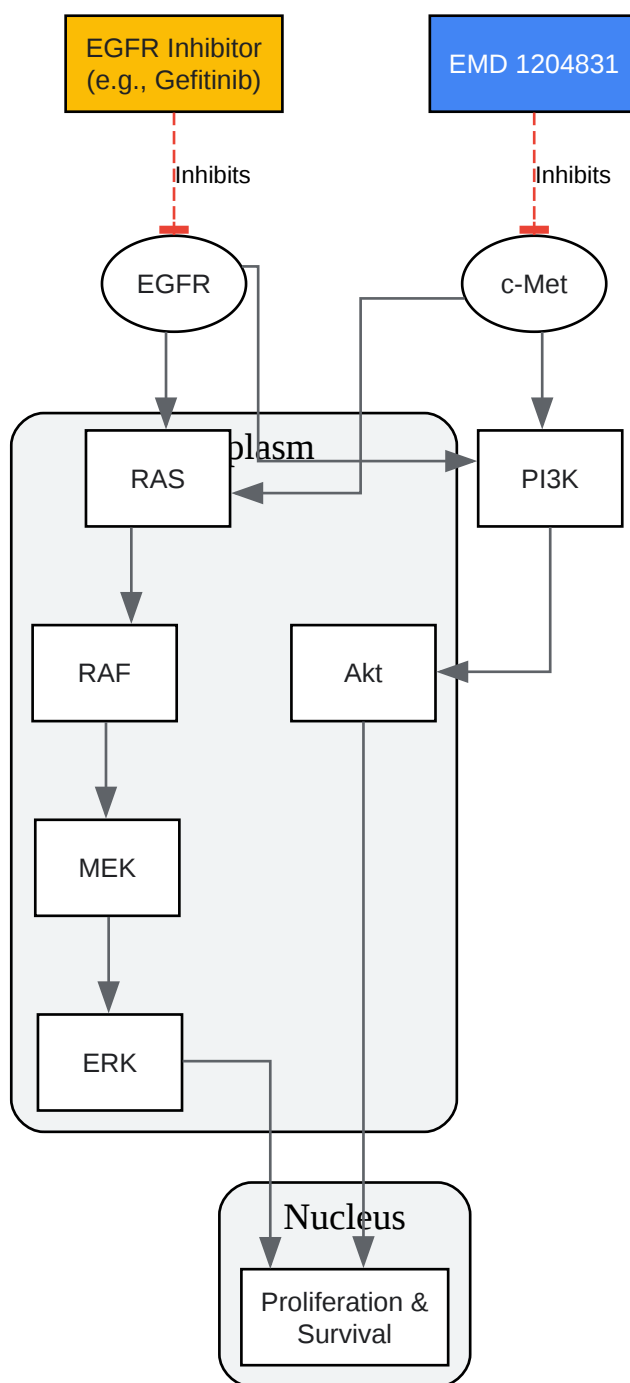 EGFR Inhibitor
(e.g., Gefitinib)
EMD 1204831
Inhibits
Inhibits
EGFR
c-Met
plasm
RAS
PI3K
RAF
Akt
MEK
ERK
Nucleus
Proliferation &
Survival